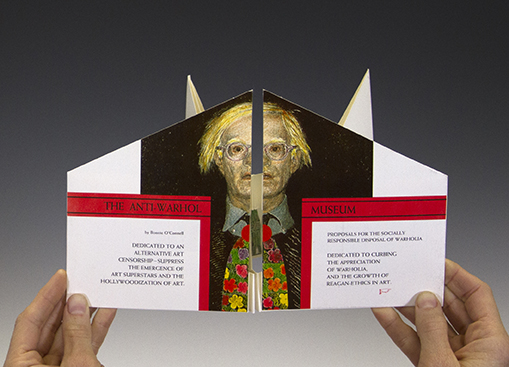 THE ANTI-WARHOL MUSEUM
by Bonnie O'Connell
DEDICATED TO AN
ALTERNATIVE ART
CENSORSHIP - SUPPRESS
THE EMERGENCE OF
ART SUPERSTARS AND THE
HOLLYWOODIZATION OF ART.
PROPOSALS FOR THE SOCIALLY
RESPONSIBLE DISPOSAL OF WARHOLIA
DEDICATED TO CURBING
THE APPRECIATION
OF WARHOLIA,
AND THE GROWTH OF
REAGAN-ETHICS IN ART.